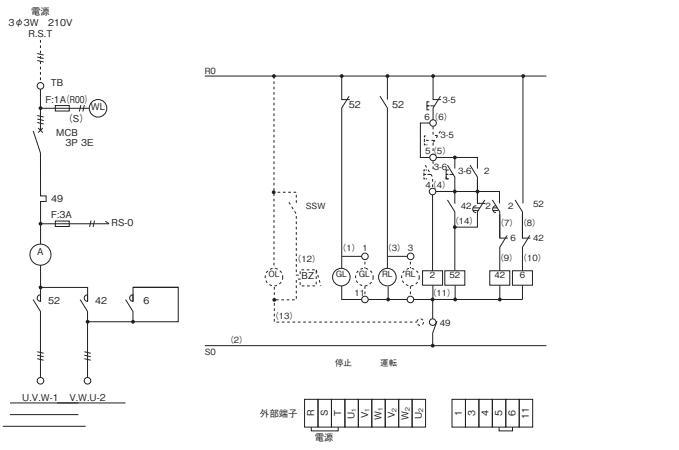 電源
3φ3W 210V
R.S.T
TB
F:1A(R00)
WL
(S)
MCB
3P 3E
49
F:3A
RS-0
A
52
42
6
U.V.W-1 V.W.U-2
R0
52
52
3-5
6 (6)
3-5
5 (5)
3-6
3-6
2
4 (4)
SSW
42
2
2
52
(14)
(7)
(8)
6
42
(12)
(1)
1
(3)
3
(9)
(10)
OL
BZ
GL
GL
RL
RL
2
52
42
6
11
(11)
(13)
49
(2)
S0
停止
運転
外部端子
R
S
T
U1
V1
W1
V2
W2
U2
電源
1
3
4
5
6
11